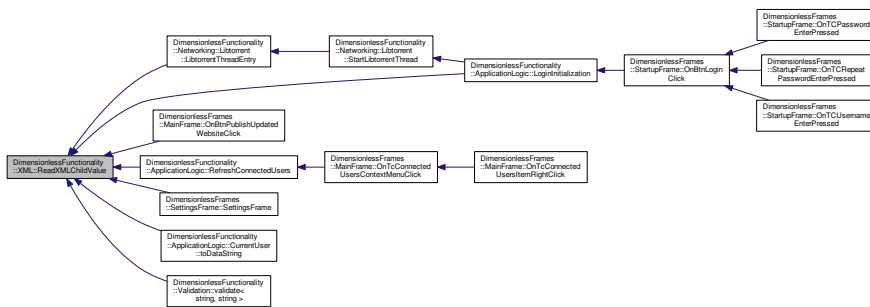 DimensionlessFrames
::StartupFrame::OnTCPassword
EnterPressed
DimensionlessFunctionality
::Networking::Libtorrent
::LibtorrentThreadEntry
DimensionlessFunctionality
::Networking::Libtorrent
::StartLibtorrentThread
DimensionlessFunctionality
::ApplicationLogic::LoginInitialization
DimensionlessFrames
::StartupFrame::OnBtnLogin
Click
DimensionlessFrames
::StartupFrame::OnTCRepeat
PasswordEnterPressed
DimensionlessFrames
::StartupFrame::OnTCUsername
EnterPressed
DimensionlessFrames
::MainFrame::OnBtnPublishUpdated
WebsiteClick
DimensionlessFunctionality
::XML::ReadXMLChildValue
DimensionlessFunctionality
::ApplicationLogic::RefreshConnectedUsers
DimensionlessFrames
::MainFrame::OnTcConnected
UsersContextMenuClick
DimensionlessFrames
::MainFrame::OnTcConnected
UsersItemRightClick
DimensionlessFrames
::SettingsFrame::SettingsFrame
DimensionlessFunctionality
::ApplicationLogic::CurrentUser
::toDataString
DimensionlessFunctionality
::Validation::validate<
string, string >